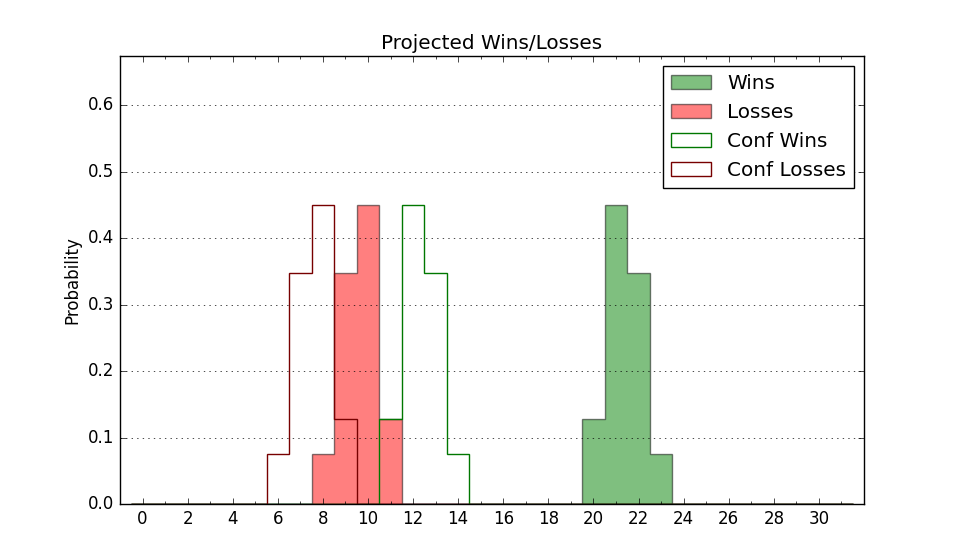 Projected Wins/Losses
Wins
Losses
Conf Wins
Conf Losses
Probability
0.6
0.5
0.4
0.3
0.2
0.1
0.0
0 2 4 6 8 10 12 14 16 18 20 22 24 26 28 30